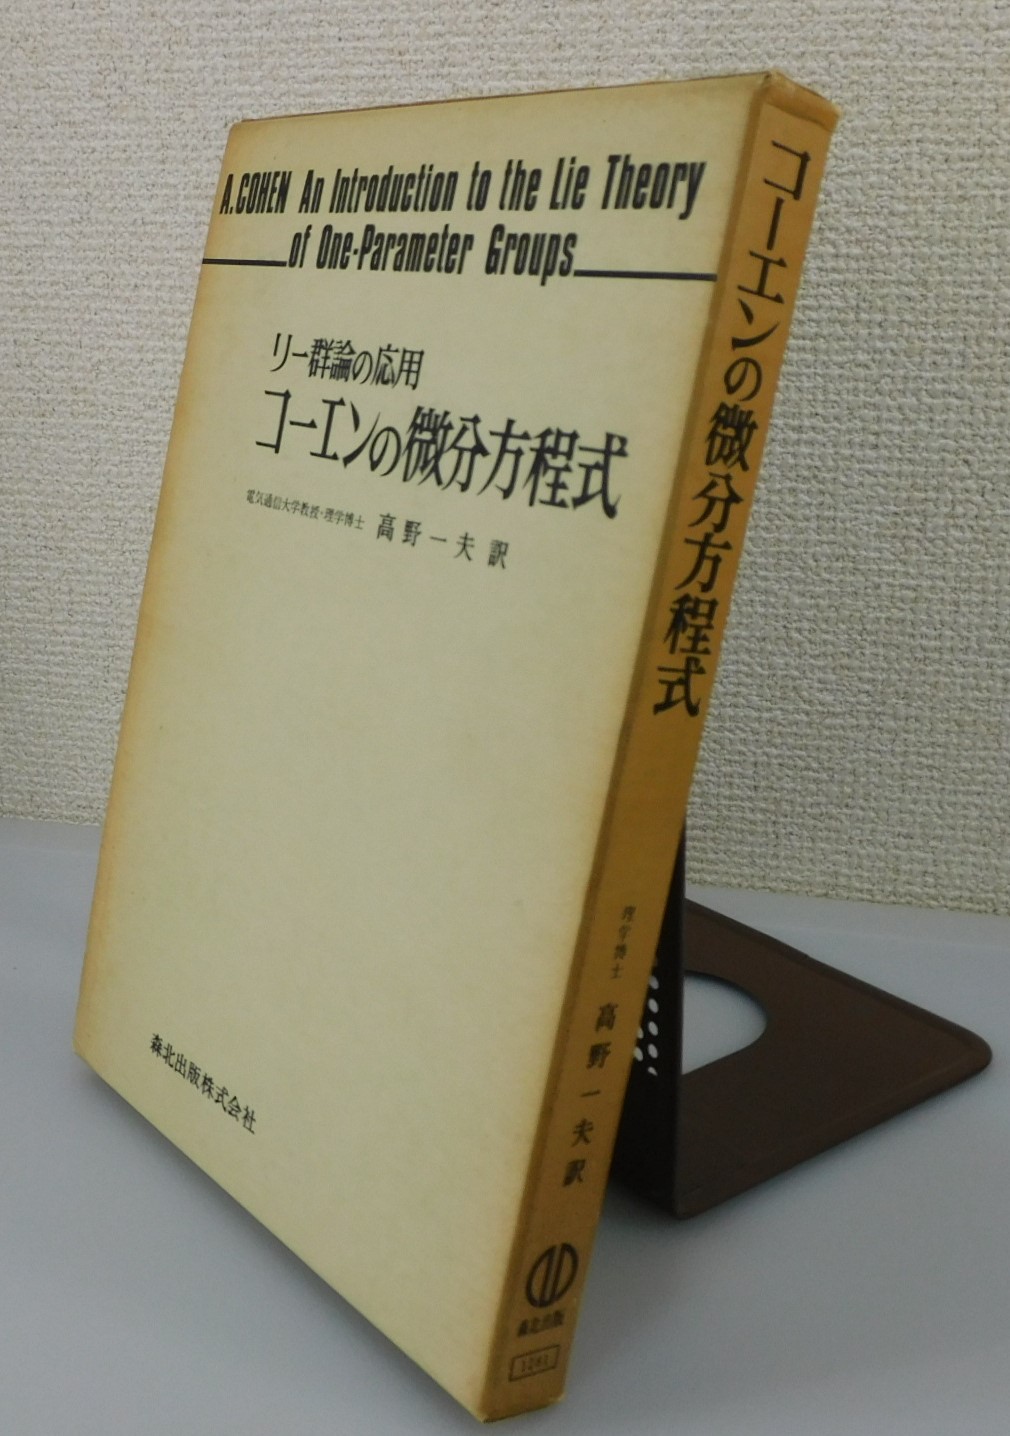 A.COHEN An Introduction to the Lie Theory
of One-Parameter Groups
リー群論の応用
コーエンの微分方程式
電気通信大学教授・理学博士 高野一夫 訳
森北出版株式会社
コーエンの微分方程式
理学博士 高野一夫 訳
森北出版